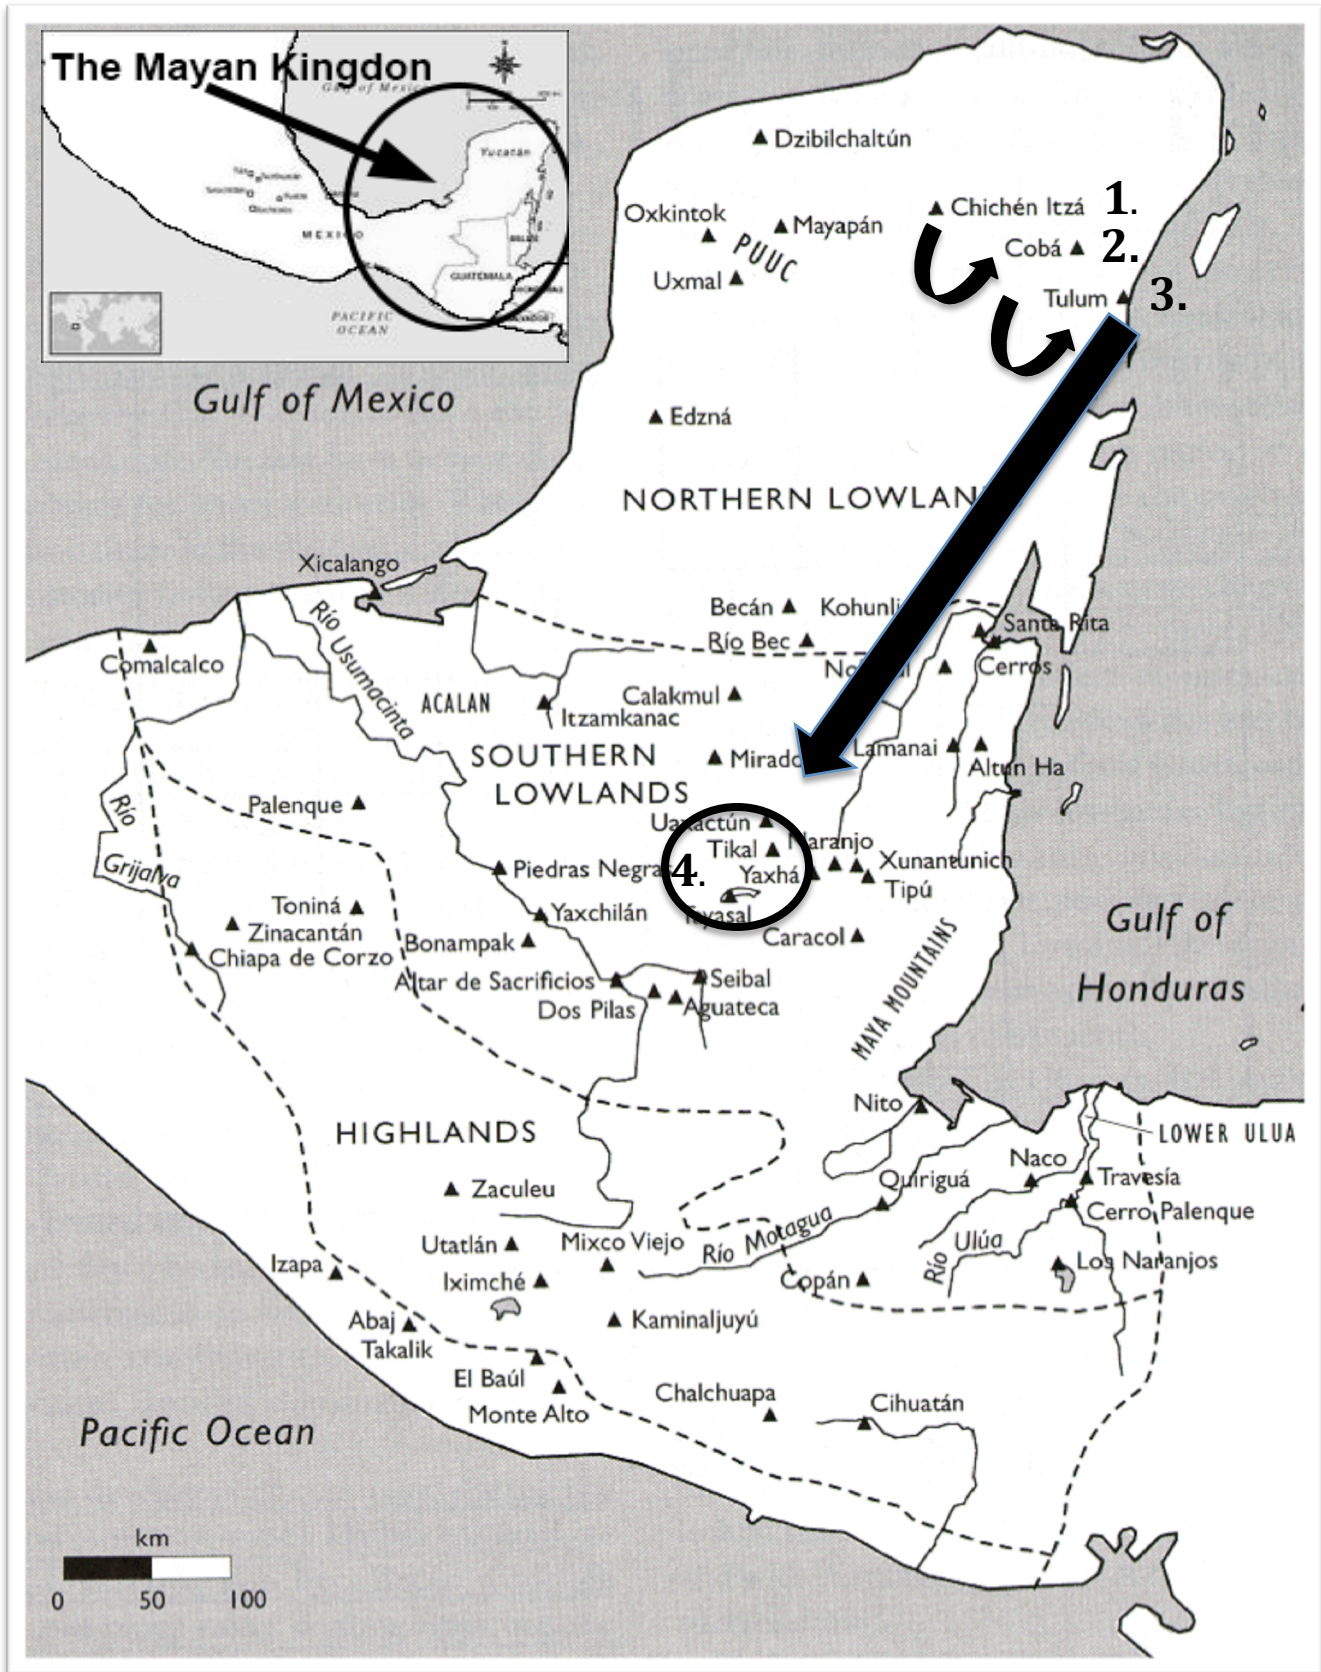 The Mayan Kingdon
Gulf of Mexico
Yucatán
MEXICO
BELIZE
GUATEMALA
PACIFIC
OCEAN
Dzibilchaltún
Oxkintok
Mayapán
PUUC
Uxmal
Chichén Itzá 1.
Cobá 2.
Tulum 3.
Gulf of Mexico
Edzná
NORTHERN LOWLAN
Xicalango
Río Usumacinta
Becán
Kohunli
Río Bec
Santa Rita
Cerros
Comalcalco
ACALAN
Calakmul
Itzamkanac
SOUTHERN
LOWLANDS
Mirado
Lamanai
Altun Ha
Río
Grijalva
Palenque
Uaxactún
Tikal
Naranjo
4.
Yaxhá
Xunantunich
Tipú
Piedras Negras
Tayasal
Toniná
Zinacantán
Chiapa de Corzo
Yaxchilán
Bonampak
Caracol
Altar de Sacrificios
Seibal
Dos Pilas
Aguateca
MAYA MOUNTAINS
Gulf of
Honduras
Nito
HIGHLANDS
LOWER ULUA
Naco
Travesía
Zaculeu
Quiriguá
Cerro Palenque
Utatlán
Mixco Viejo
Río Motagua
Río Ulúa
Los Naranjos
Izapa
Iximché
Copán
Abaj
Takalik
Kaminaljuyú
El Baúl
Monte Alto
Chalchuapa
Cihuatán
Pacific Ocean
km
0 50 100